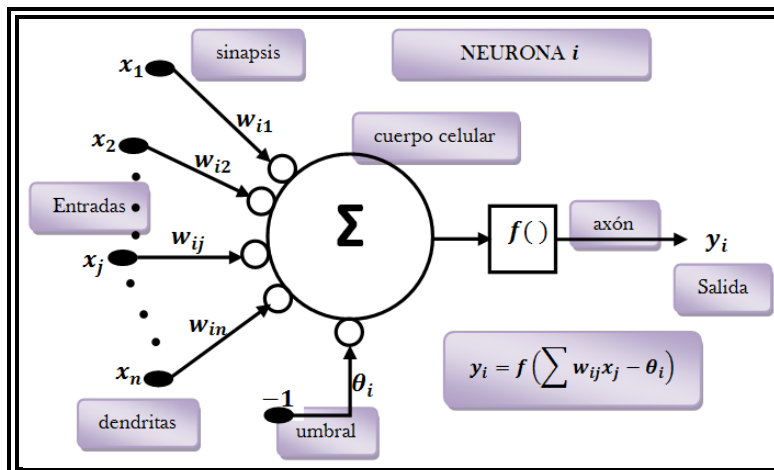 sinapsis
NEURONA i
x₁
wᵢ₁
cuerpo celular
x₂
wᵢ₂
Entradas
Σ
f( )
axón
yᵢ
xⱼ
wᵢⱼ
Salida
wᵢₙ
xₙ
yᵢ = f(∑ wᵢⱼxⱼ − θᵢ)
−1
θᵢ
dendritas
umbral